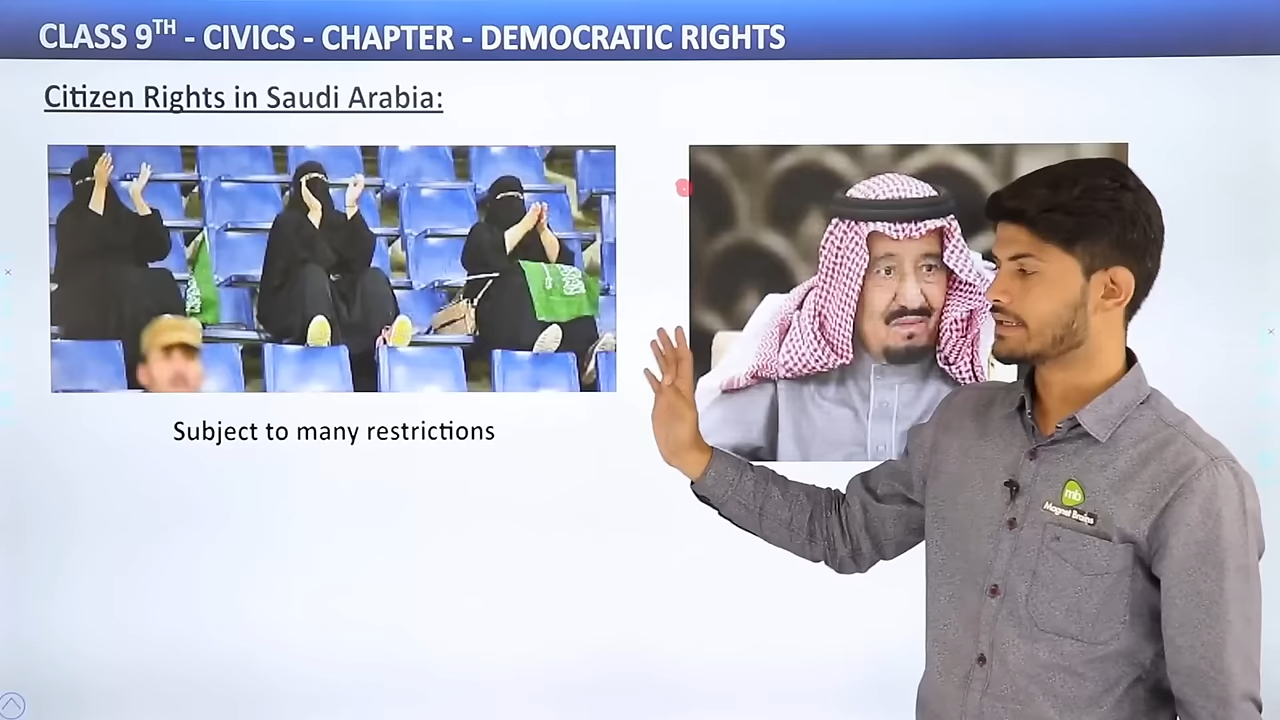 CLASS 9TH - CIVICS - CHAPTER - DEMOCRATIC RIGHTS
Citizen Rights in Saudi Arabia:
Subject to many restrictions
mb
Magnet Brains